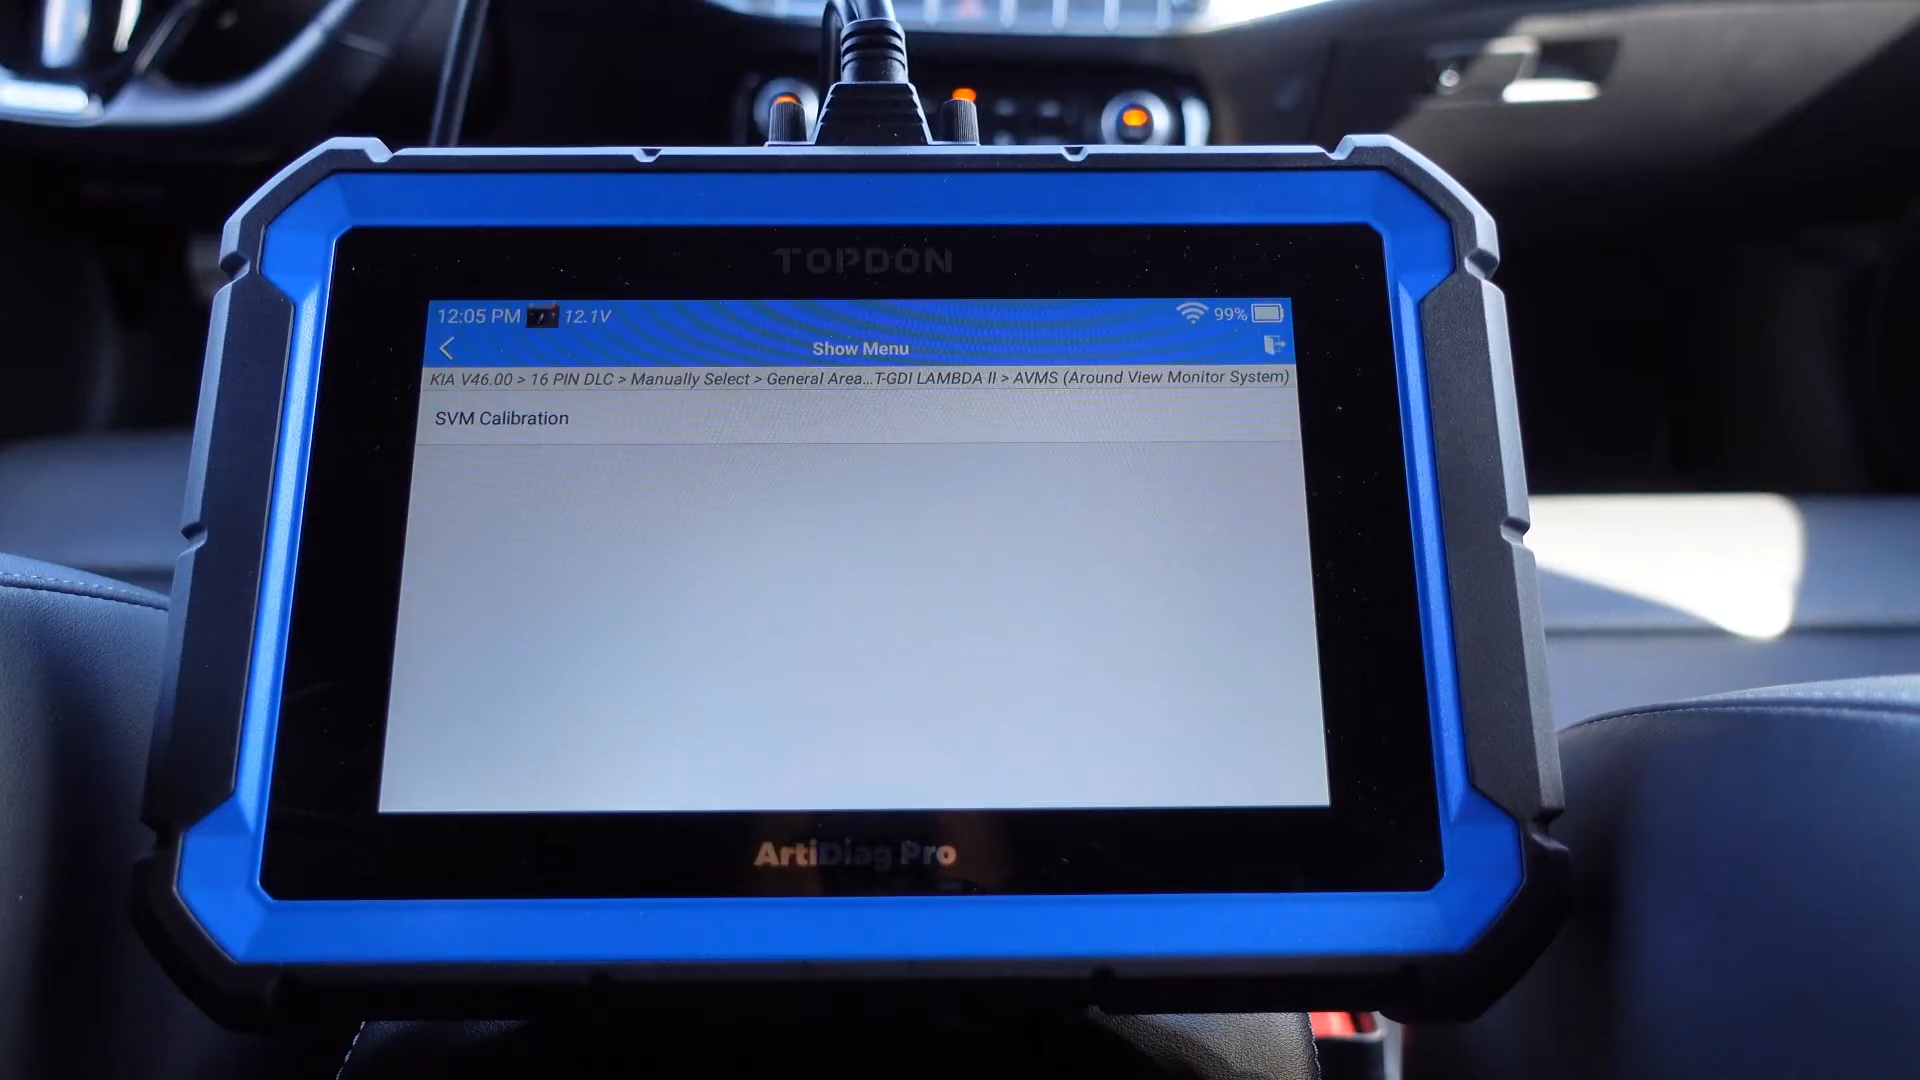 TOPDON
12:05 PM 12.1V 99%
Show Menu
KIA V46.00 > 16 PIN DLC > Manually Select > General Area...T-GDI LAMBDA II > AVMS (Around View Monitor System)
SVM Calibration
ArtiDiag Pro